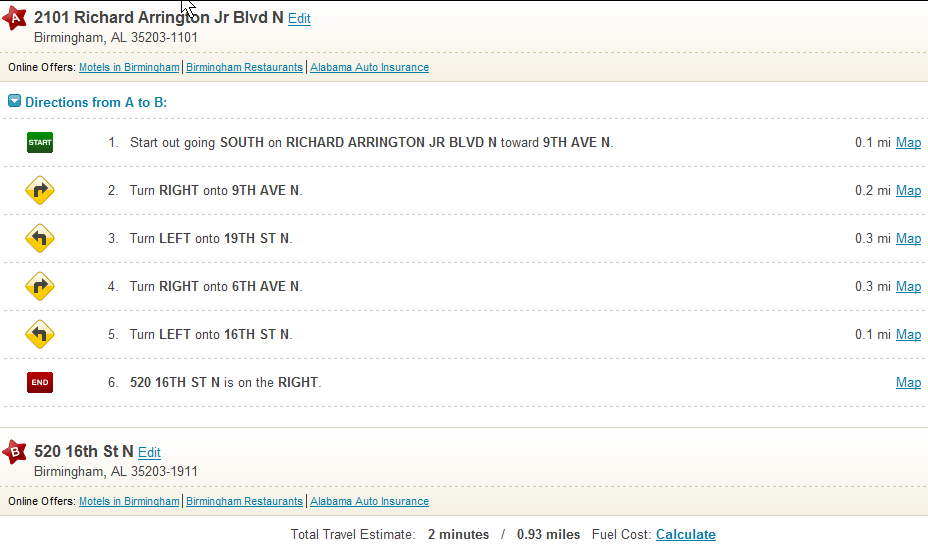 A 2101 Richard Arrington Jr Blvd N Edit
Birmingham, AL 35203-1101
Online Offers: Motels in Birmingham | Birmingham Restaurants | Alabama Auto Insurance
Directions from A to B:
START 1. Start out going SOUTH on RICHARD ARRINGTON JR BLVD N toward 9TH AVE N. 0.1 mi Map
2. Turn RIGHT onto 9TH AVE N. 0.2 mi Map
3. Turn LEFT onto 19TH ST N. 0.3 mi Map
4. Turn RIGHT onto 6TH AVE N. 0.3 mi Map
5. Turn LEFT onto 16TH ST N. 0.1 mi Map
END 6. 520 16TH ST N is on the RIGHT. Map
B 520 16th St N Edit
Birmingham, AL 35203-1911
Online Offers: Motels in Birmingham | Birmingham Restaurants | Alabama Auto Insurance
Total Travel Estimate: 2 minutes / 0.93 miles Fuel Cost: Calculate